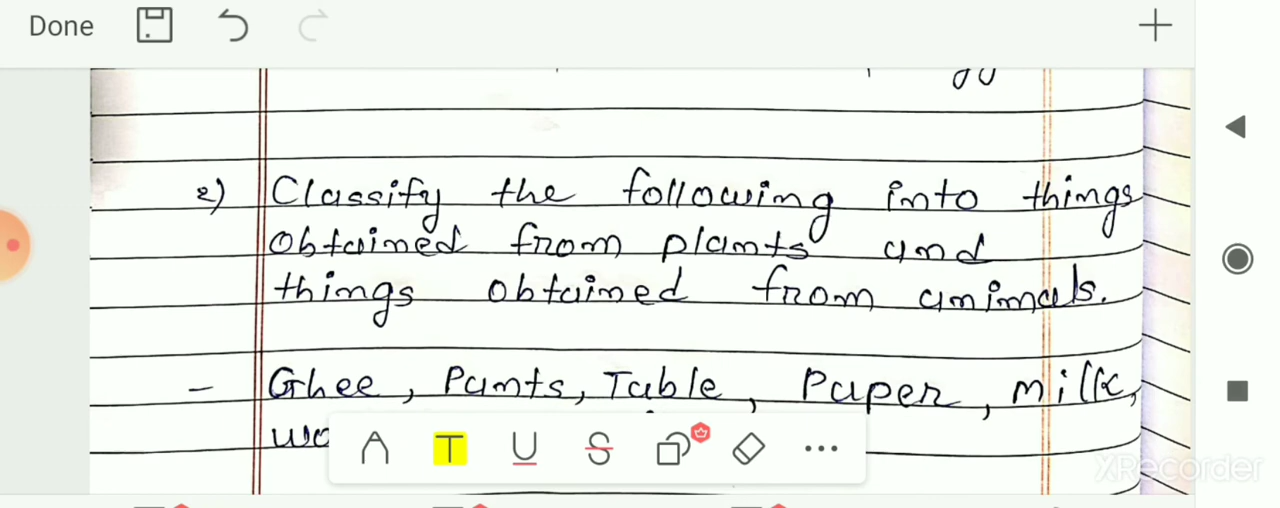 Done
2) Classify the following into things
obtained from plants and
things obtained from animals.
- Ghee, Pants, Table, Paper, milk,
A T U S
XRecorder